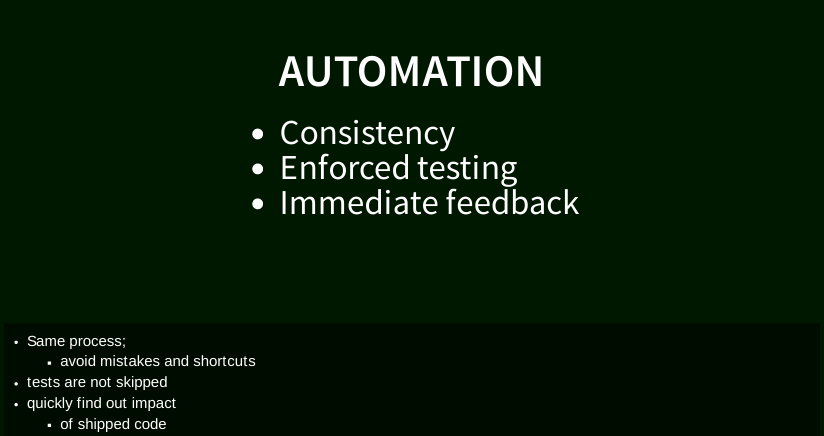 AUTOMATION
• Consistency
• Enforced testing
• Immediate feedback
• Same process;
▪ avoid mistakes and shortcuts
• tests are not skipped
• quickly find out impact
▪ of shipped code